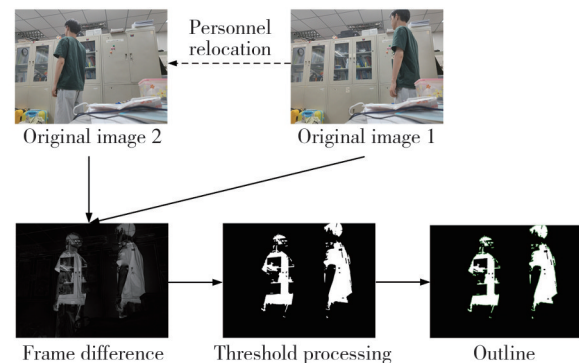 Personnel
relocation
Original image 2
Original image 1
Frame difference
Threshold processing
Outline